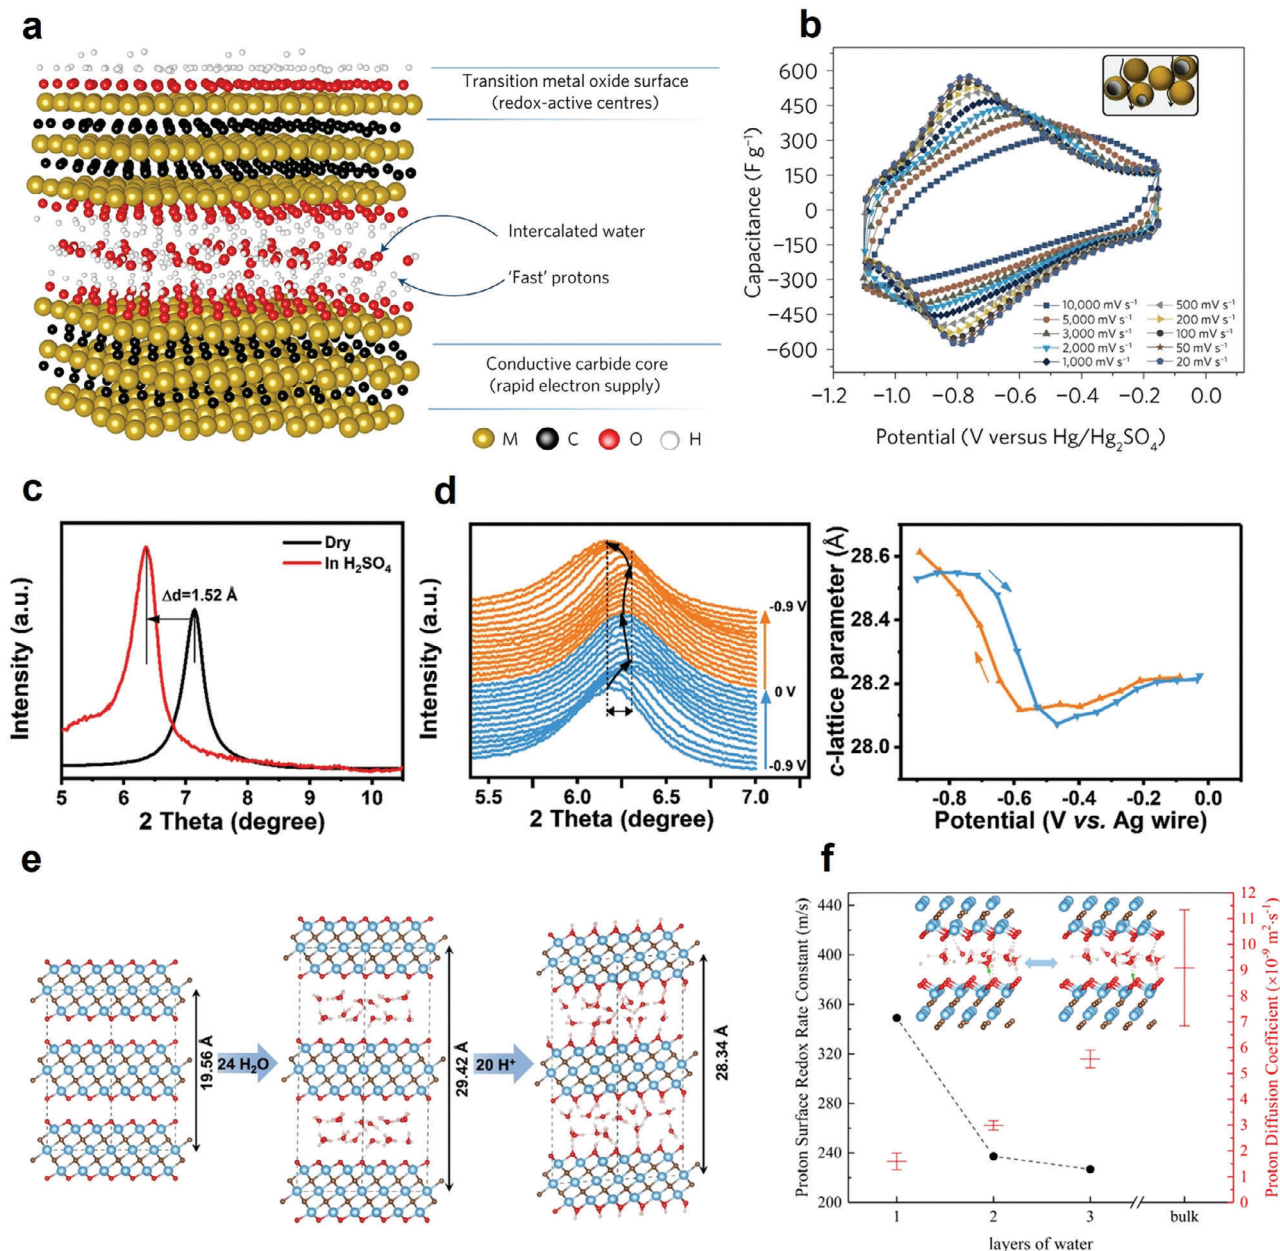 a
Transition metal oxide surface
(redox-active centres)
Intercalated water
'Fast' protons
Conductive carbide core
(rapid electron supply)
M C O H
b
Capacitance (F g⁻¹)
600
450
300
150
0
−150
−300
−450
−600
10,000 mV s⁻¹
5,000 mV s⁻¹
3,000 mV s⁻¹
2,000 mV s⁻¹
1,000 mV s⁻¹
500 mV s⁻¹
200 mV s⁻¹
100 mV s⁻¹
50 mV s⁻¹
20 mV s⁻¹
−1.2 −1.0 −0.8 −0.6 −0.4 −0.2 0.0
Potential (V versus Hg/Hg₂SO₄)
c
Intensity (a.u.)
Dry
In H₂SO₄
Δd=1.52 Å
5 6 7 8 9 10
2 Theta (degree)
d
Intensity (a.u.)
-0.9 V
0 V
-0.9 V
5.5 6.0 6.5 7.0
2 Theta (degree)
c-lattice parameter (Å)
28.6
28.4
28.2
28.0
-0.8 -0.6 -0.4 -0.2 0.0
Potential (V vs. Ag wire)
e
19.56 Å
24 H₂O
29.42 Å
20 H⁺
28.34 Å
f
Proton Surface Redox Rate Constant (m/s)
440
400
360
320
280
240
200
1 2 3 bulk
layers of water
12
11
10
9
8
7
6
5
4
3
2
1
0
Proton Diffusion Coefficient (×10⁻⁹ m²·s⁻¹)